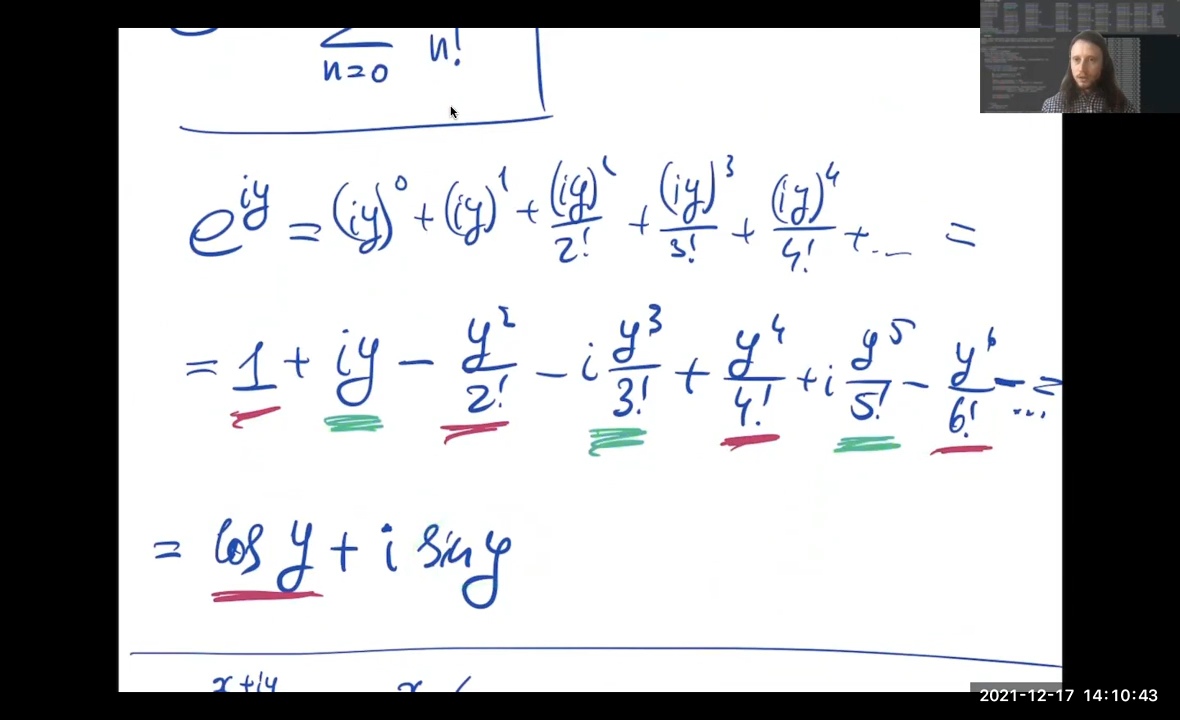 ∑ n=0 n!
e^{iy} = (iy)^0 + (iy)^1 + (iy)^2/2! + (iy)^3/3! + (iy)^4/4! + ... =
= 1 + iy - y^2/2! - i y^3/3! + y^4/4! + i y^5/5! - y^6/6! - ... =
= cos y + i sin y
x+iy x (
2021-12-17 14:10:43